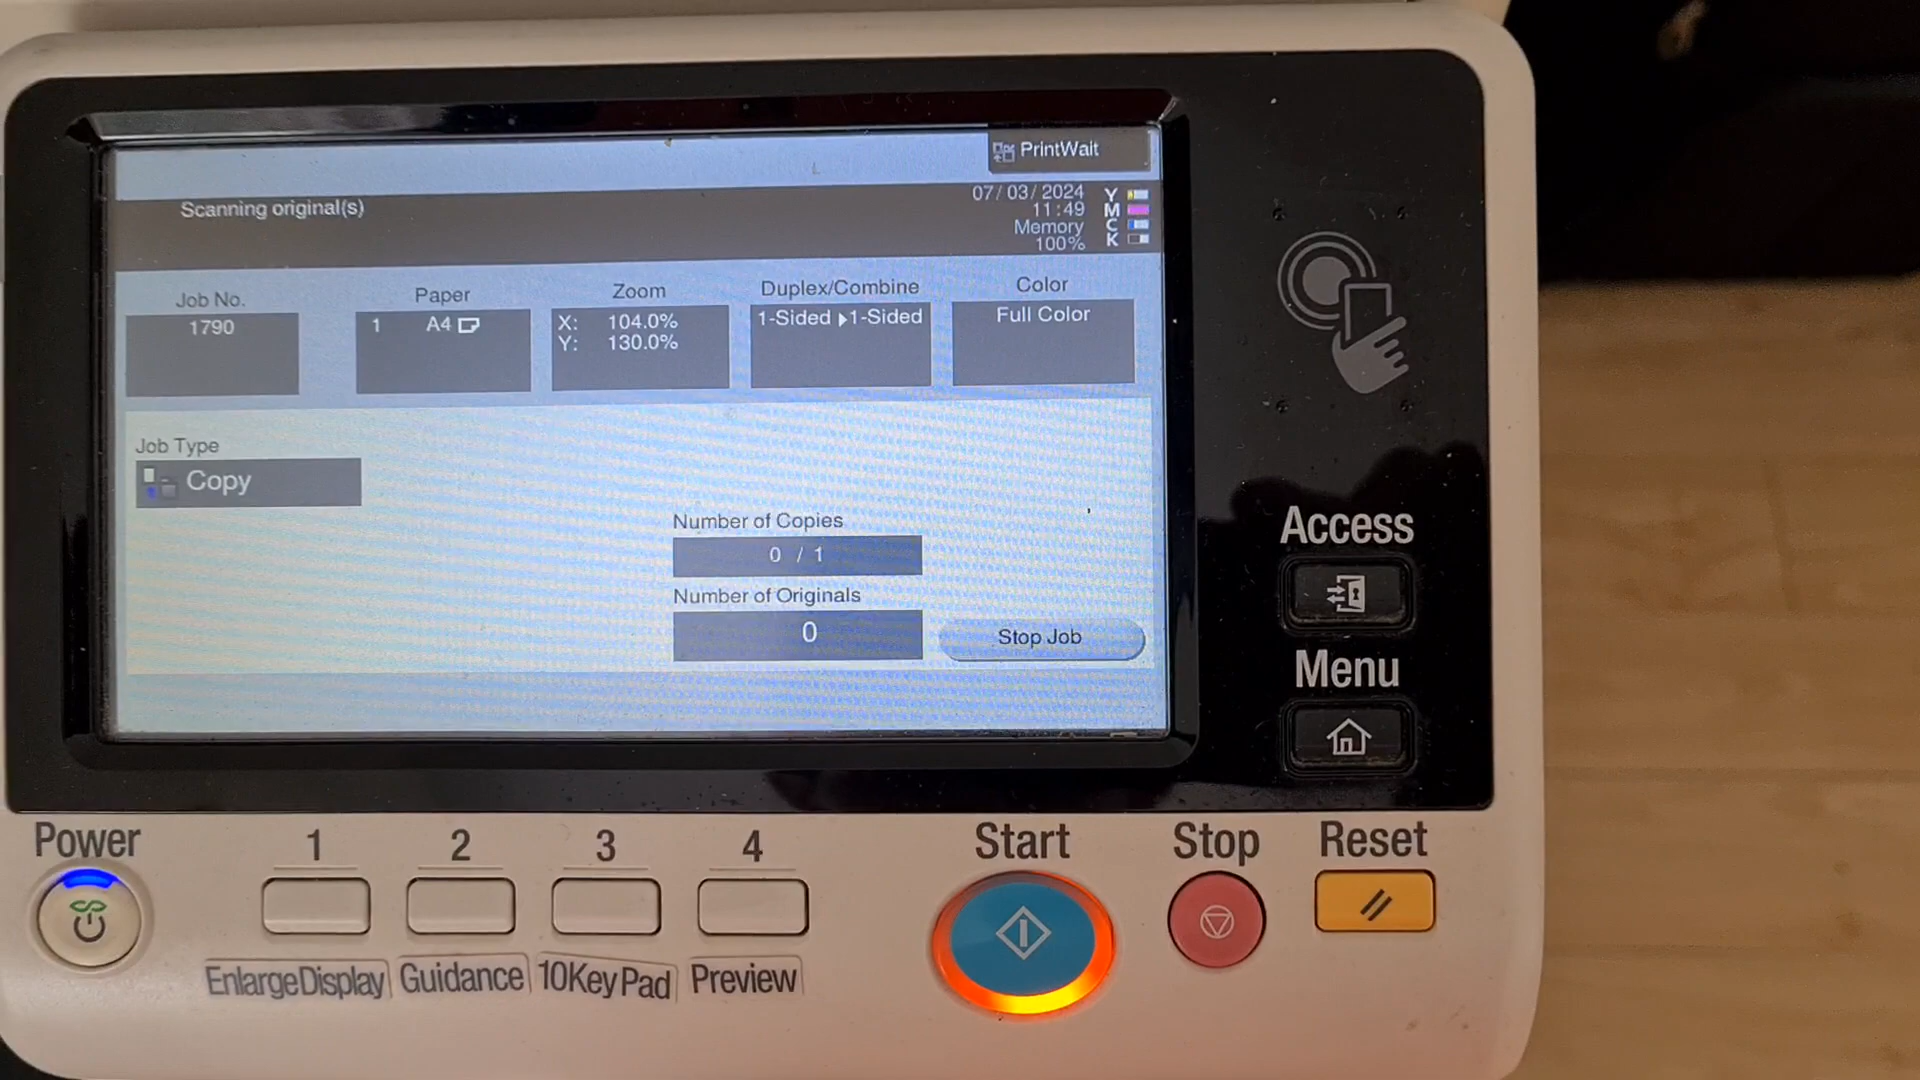 PrintWait
Scanning original(s)
07/03/2024
11:49
Memory
100%
Y
M
C
K
Job No.
1790
Paper
1 A4
Zoom
X: 104.0%
Y: 130.0%
Duplex/Combine
1-Sided 1-Sided
Color
Full Color
Job Type
Copy
Number of Copies
0 / 1
Number of Originals
0
Stop Job
Access
Menu
Power
1
2
3
4
Start
Stop
Reset
EnlargeDisplay
Guidance
10KeyPad
Preview